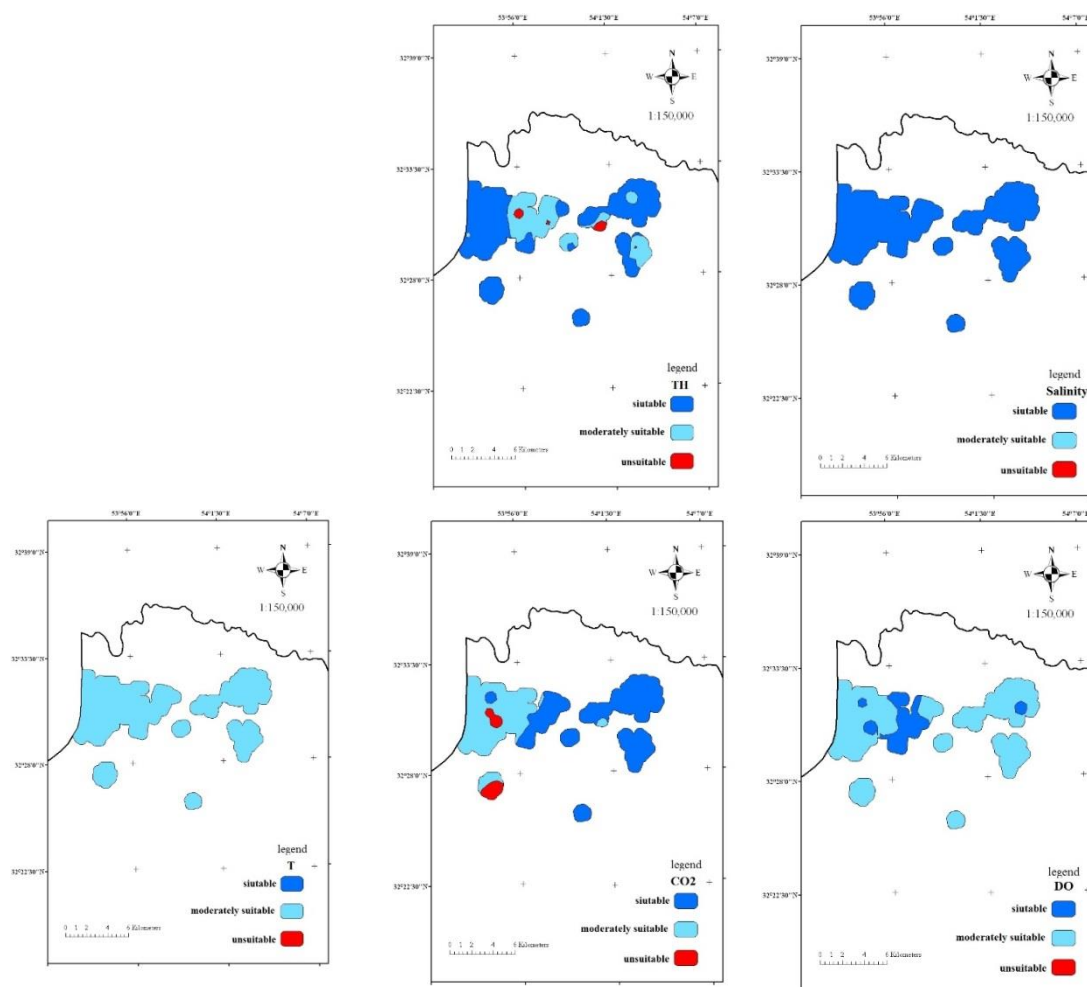 53°56'0"E 54°1'30"E 54°7'0"E
32°39'0"N
N
W E
S
1:150,000
32°33'30"N
32°28'0"N
32°22'30"N
legend
TH
siutable
moderately suitable
unsuitable
0 1 2 4 6 Kilometers
53°56'0"E 54°1'30"E 54°7'0"E
32°39'0"N
N
W E
S
1:150,000
32°33'30"N
32°28'0"N
32°22'30"N
legend
Salinity
siutable
moderately suitable
unsuitable
0 1 2 4 6 Kilometers
53°56'0"E 54°1'30"E 54°7'0"E
32°39'0"N
N
W E
S
1:150,000
32°33'30"N
32°28'0"N
32°22'30"N
legend
T
siutable
moderately suitable
unsuitable
0 1 2 4 6 Kilometers
53°56'0"E 54°1'30"E 54°7'0"E
32°39'0"N
N
W E
S
1:150,000
32°33'30"N
32°28'0"N
32°22'30"N
legend
CO2
siutable
moderately suitable
unsuitable
0 1 2 4 6 Kilometers
53°56'0"E 54°1'30"E 54°7'0"E
32°39'0"N
N
W E
S
1:150,000
32°33'30"N
32°28'0"N
32°22'30"N
legend
DO
siutable
moderately suitable
unsuitable
0 1 2 4 6 Kilometers